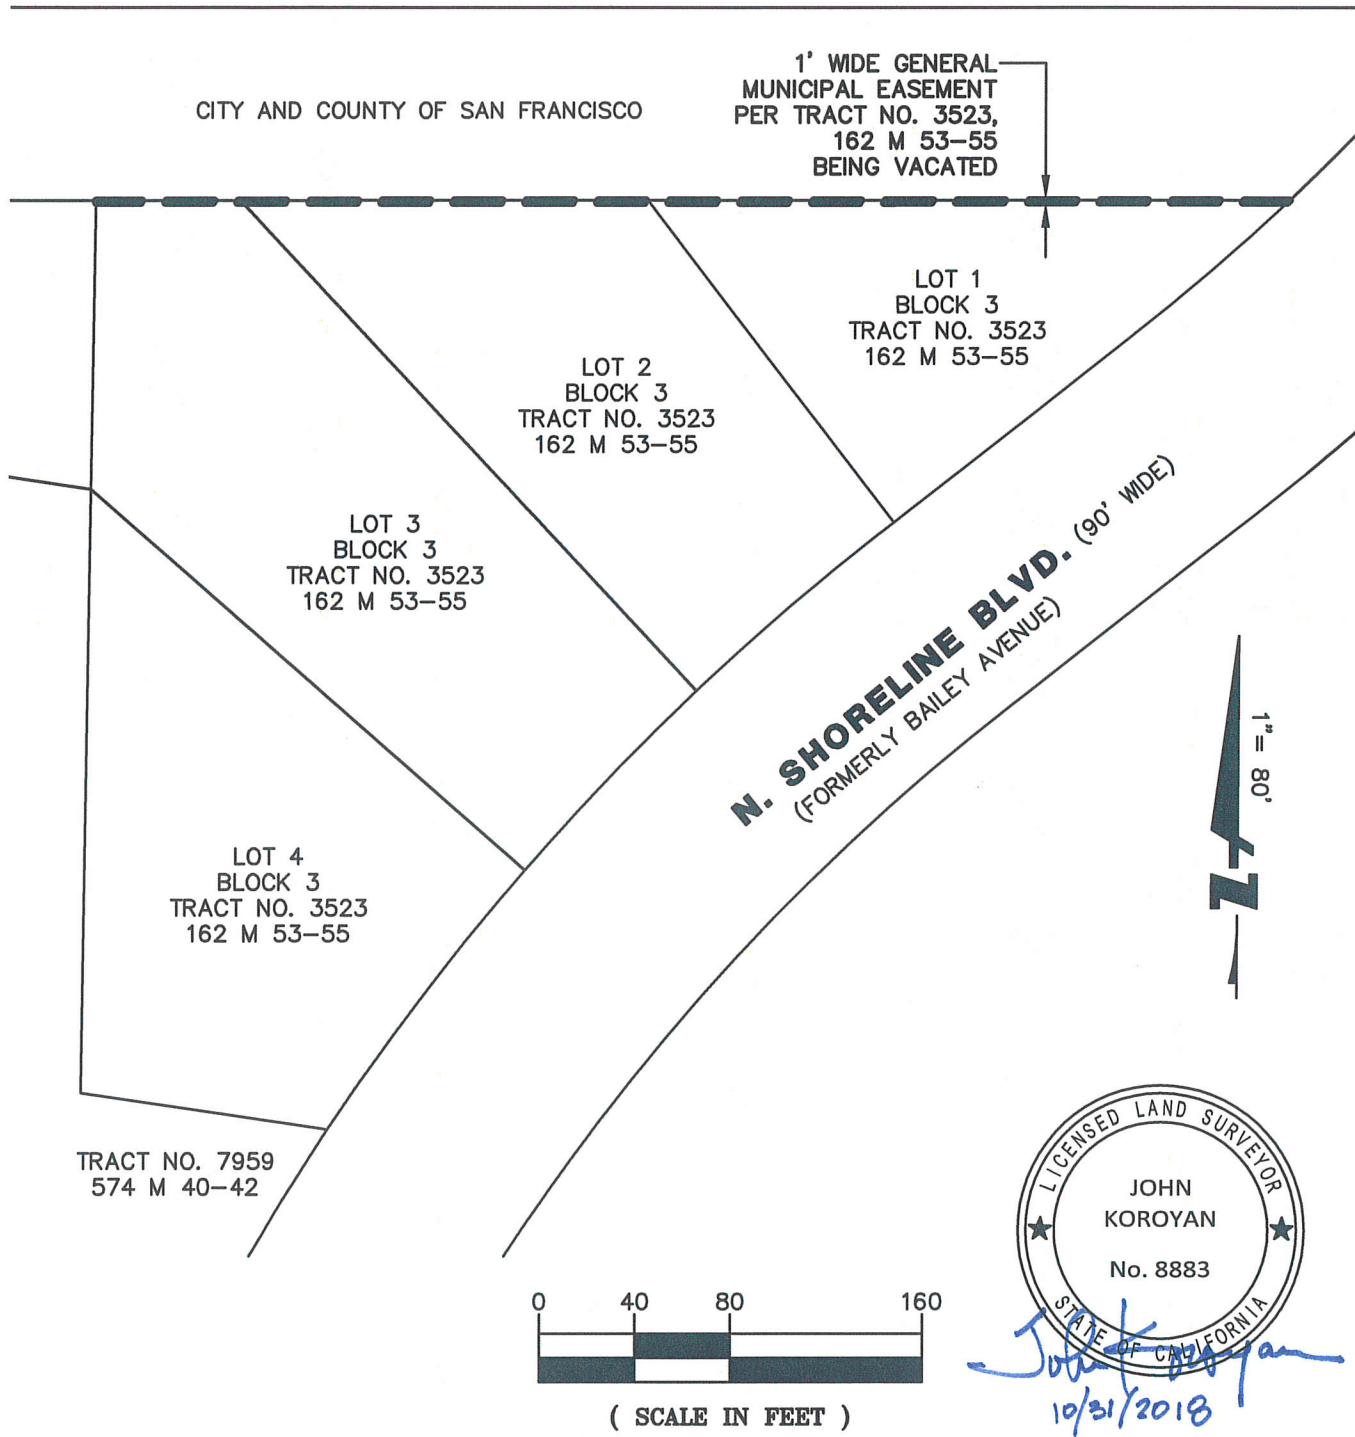 1' WIDE GENERAL
MUNICIPAL EASEMENT
PER TRACT NO. 3523,
162 M 53–55
BEING VACATED
CITY AND COUNTY OF SAN FRANCISCO
LOT 1
BLOCK 3
TRACT NO. 3523
162 M 53–55
LOT 2
BLOCK 3
TRACT NO. 3523
162 M 53–55
LOT 3
BLOCK 3
TRACT NO. 3523
162 M 53–55
LOT 4
BLOCK 3
TRACT NO. 3523
162 M 53–55
N. SHORELINE BLVD. (90' WIDE)
(FORMERLY BAILEY AVENUE)
1"= 80'
N
TRACT NO. 7959
574 M 40–42
LICENSED LAND SURVEYOR
JOHN
KOROYAN
No. 8883
STATE OF CALIFORNIA
John Koroyan
10/31/2018
0 40 80 160
( SCALE IN FEET )